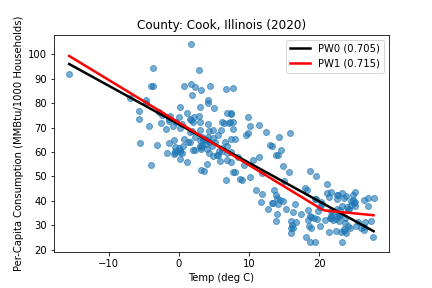 County: Cook, Illinois (2020)
PW0 (0.705)
PW1 (0.715)
Per-Capita Consumption (MMBtu/1000 Households)
100
90
80
70
60
50
40
30
20
−10
0
10
20
Temp (deg C)